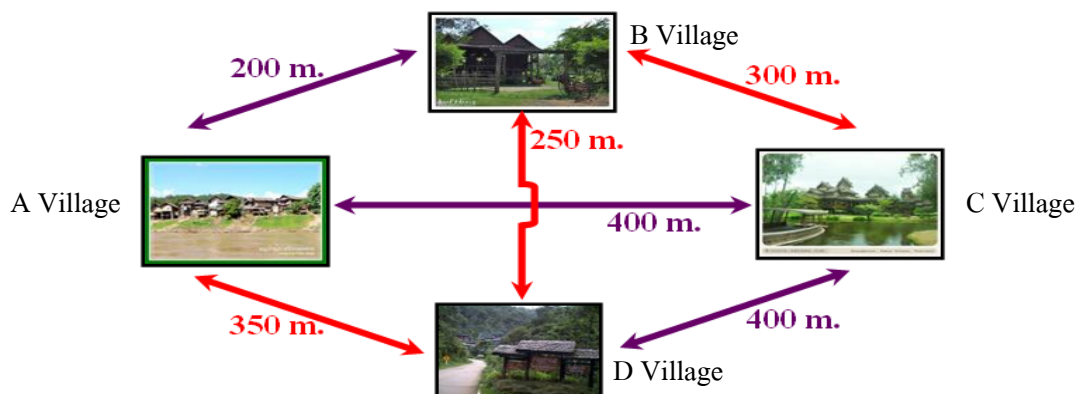 B Village
200 m.
300 m.
250 m.
A Village
C Village
400 m.
350 m.
400 m.
D Village